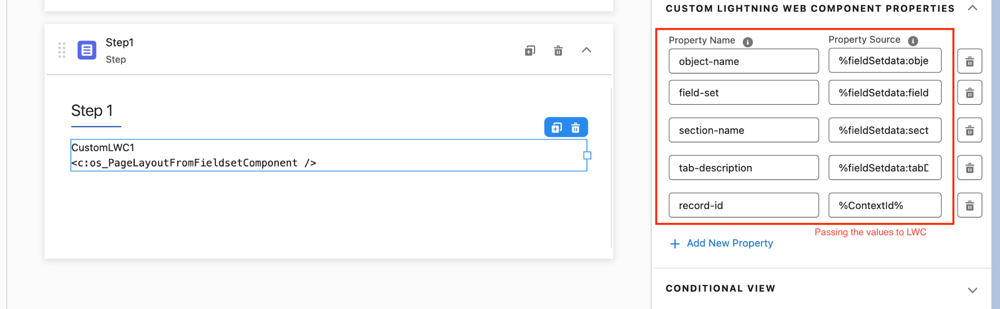 Step1
Step
Step 1
CustomLWC1
<c:os_PageLayoutFromFieldsetComponent />
CUSTOM LIGHTNING WEB COMPONENT PROPERTIES
Property Name Property Source
object-name %fieldSetdata:obje
field-set %fieldSetdata:field
section-name %fieldSetdata:sect
tab-description %fieldSetdata:tabD
record-id %ContextId%
Passing the values to LWC
Add New Property
CONDITIONAL VIEW